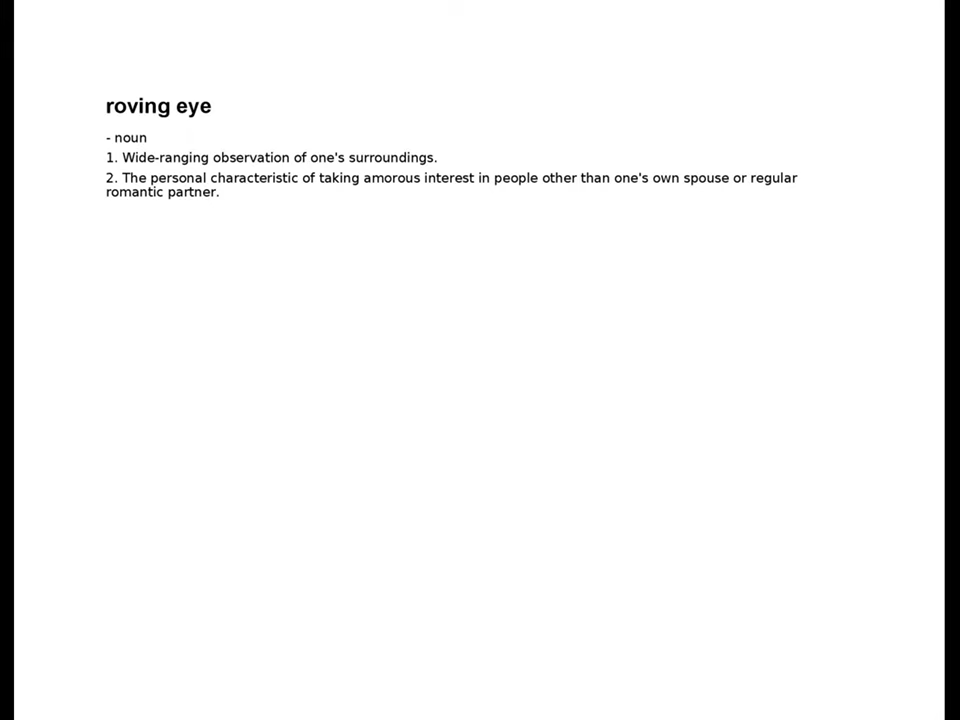 roving eye
- noun
1. Wide-ranging observation of one's surroundings.
2. The personal characteristic of taking amorous interest in people other than one's own spouse or regular
romantic partner.